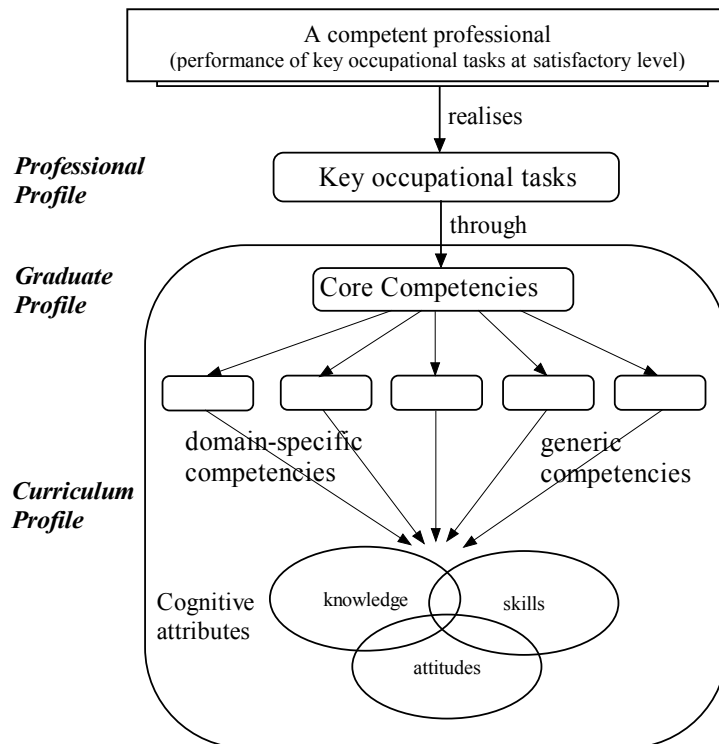 A competent professional
(performance of key occupational tasks at satisfactory level)
realises
Professional
Profile
Key occupational tasks
through
Graduate
Profile
Core Competencies
domain-specific
competencies
generic
competencies
Curriculum
Profile
Cognitive
attributes
knowledge
skills
attitudes